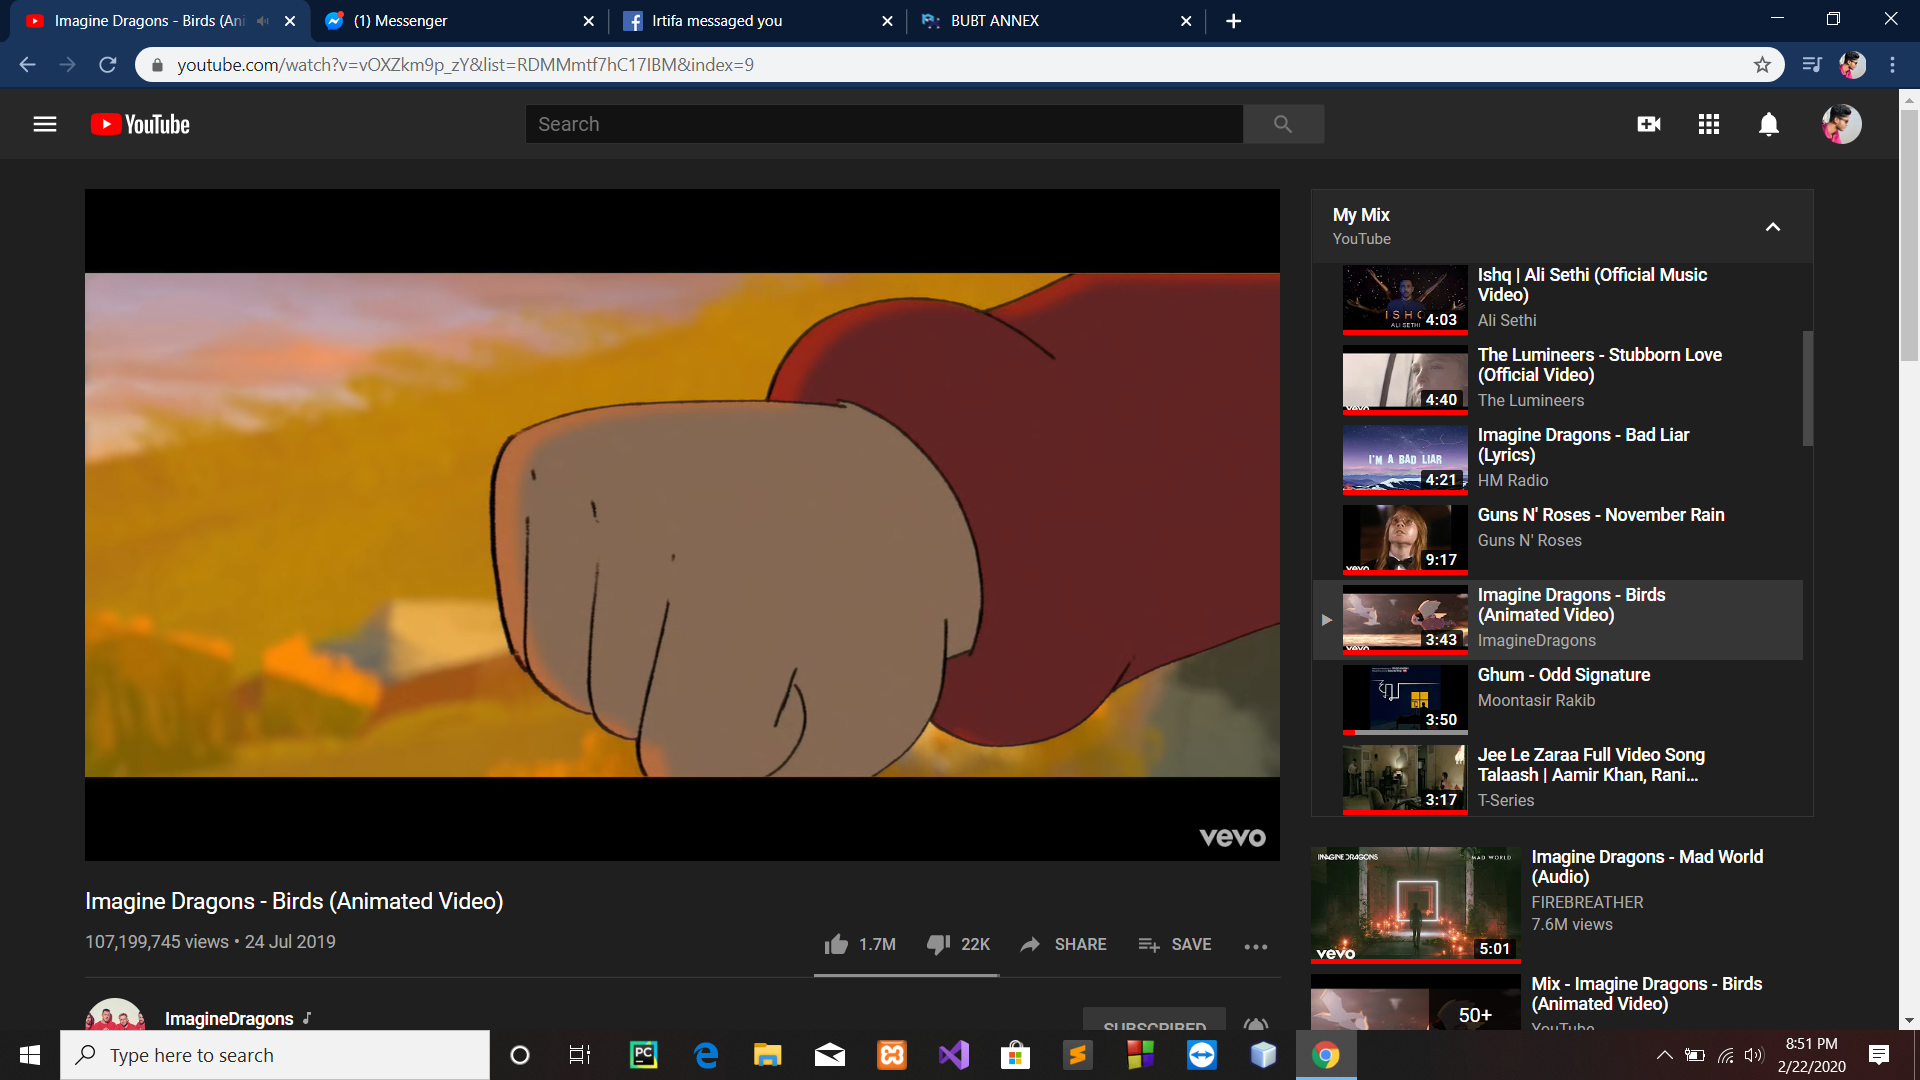 Imagine Dragons - Birds (Ani
(1) Messenger
Irtifa messaged you
BUBT ANNEX
youtube.com/watch?v=vOXZkm9p_zY&list=RDMMmtf7hC17IBM&index=9
YouTube
Search
My Mix
YouTube
Ishq | Ali Sethi (Official Music
Video)
Ali Sethi
ISHQ
ALI SETHI
4:03
The Lumineers - Stubborn Love
(Official Video)
The Lumineers
4:40
Imagine Dragons - Bad Liar
(Lyrics)
HM Radio
I'M A BAD LIAR
4:21
Guns N' Roses - November Rain
Guns N' Roses
vevo
9:17
Imagine Dragons - Birds
(Animated Video)
ImagineDragons
vevo
3:43
Ghum - Odd Signature
Moontasir Rakib
3:50
Jee Le Zaraa Full Video Song
Talaash | Aamir Khan, Rani...
T-Series
3:17
vevo
Imagine Dragons - Birds (Animated Video)
107,199,745 views • 24 Jul 2019
1.7M
22K
SHARE
SAVE
ImagineDragons
SUBSCRIBED
IMAGINE DRAGONS
MAD WORLD
vevo
5:01
Imagine Dragons - Mad World
(Audio)
FIREBREATHER
7.6M views
Mix - Imagine Dragons - Birds
(Animated Video)
YouTube
50+
Type here to search
PC
8:51 PM
2/22/2020